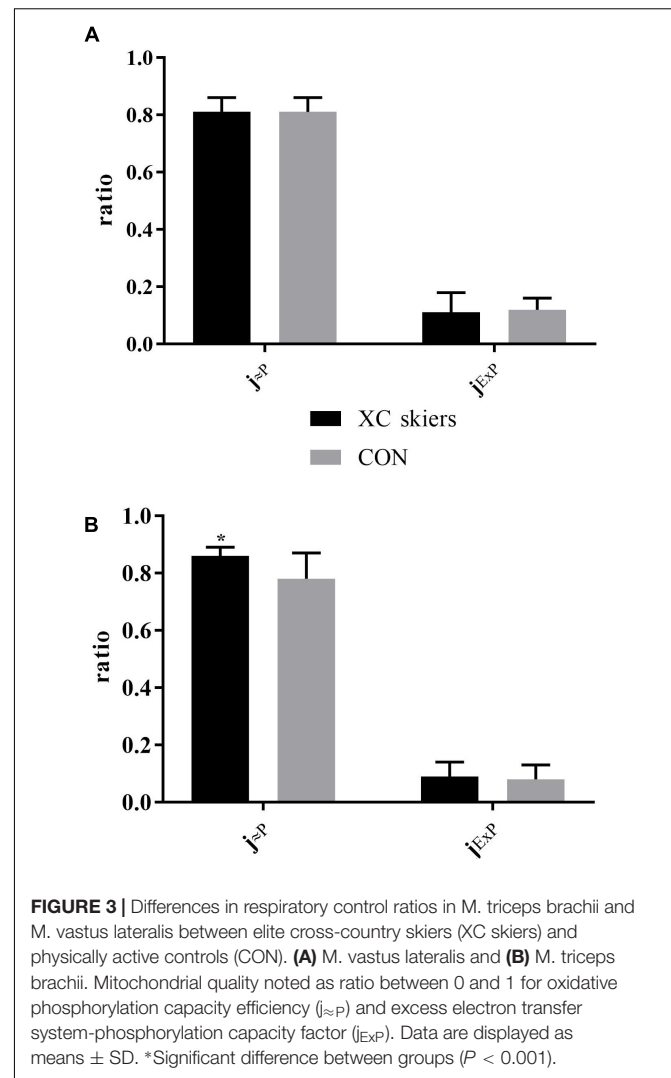 A
1.0
0.8
0.6
0.4
0.2
0.0
ratio
j≈P
jExP
XC skiers
CON
B
1.0
*
0.8
0.6
0.4
0.2
0.0
ratio
j≈P
jExP
FIGURE 3 | Differences in respiratory control ratios in M. triceps brachii and
M. vastus lateralis between elite cross-country skiers (XC skiers) and
physically active controls (CON). (A) M. vastus lateralis and (B) M. triceps
brachii. Mitochondrial quality noted as ratio between 0 and 1 for oxidative
phosphorylation capacity efficiency (j≈P) and excess electron transfer
system-phosphorylation capacity factor (jExP). Data are displayed as
means ± SD. *Significant difference between groups (P < 0.001).